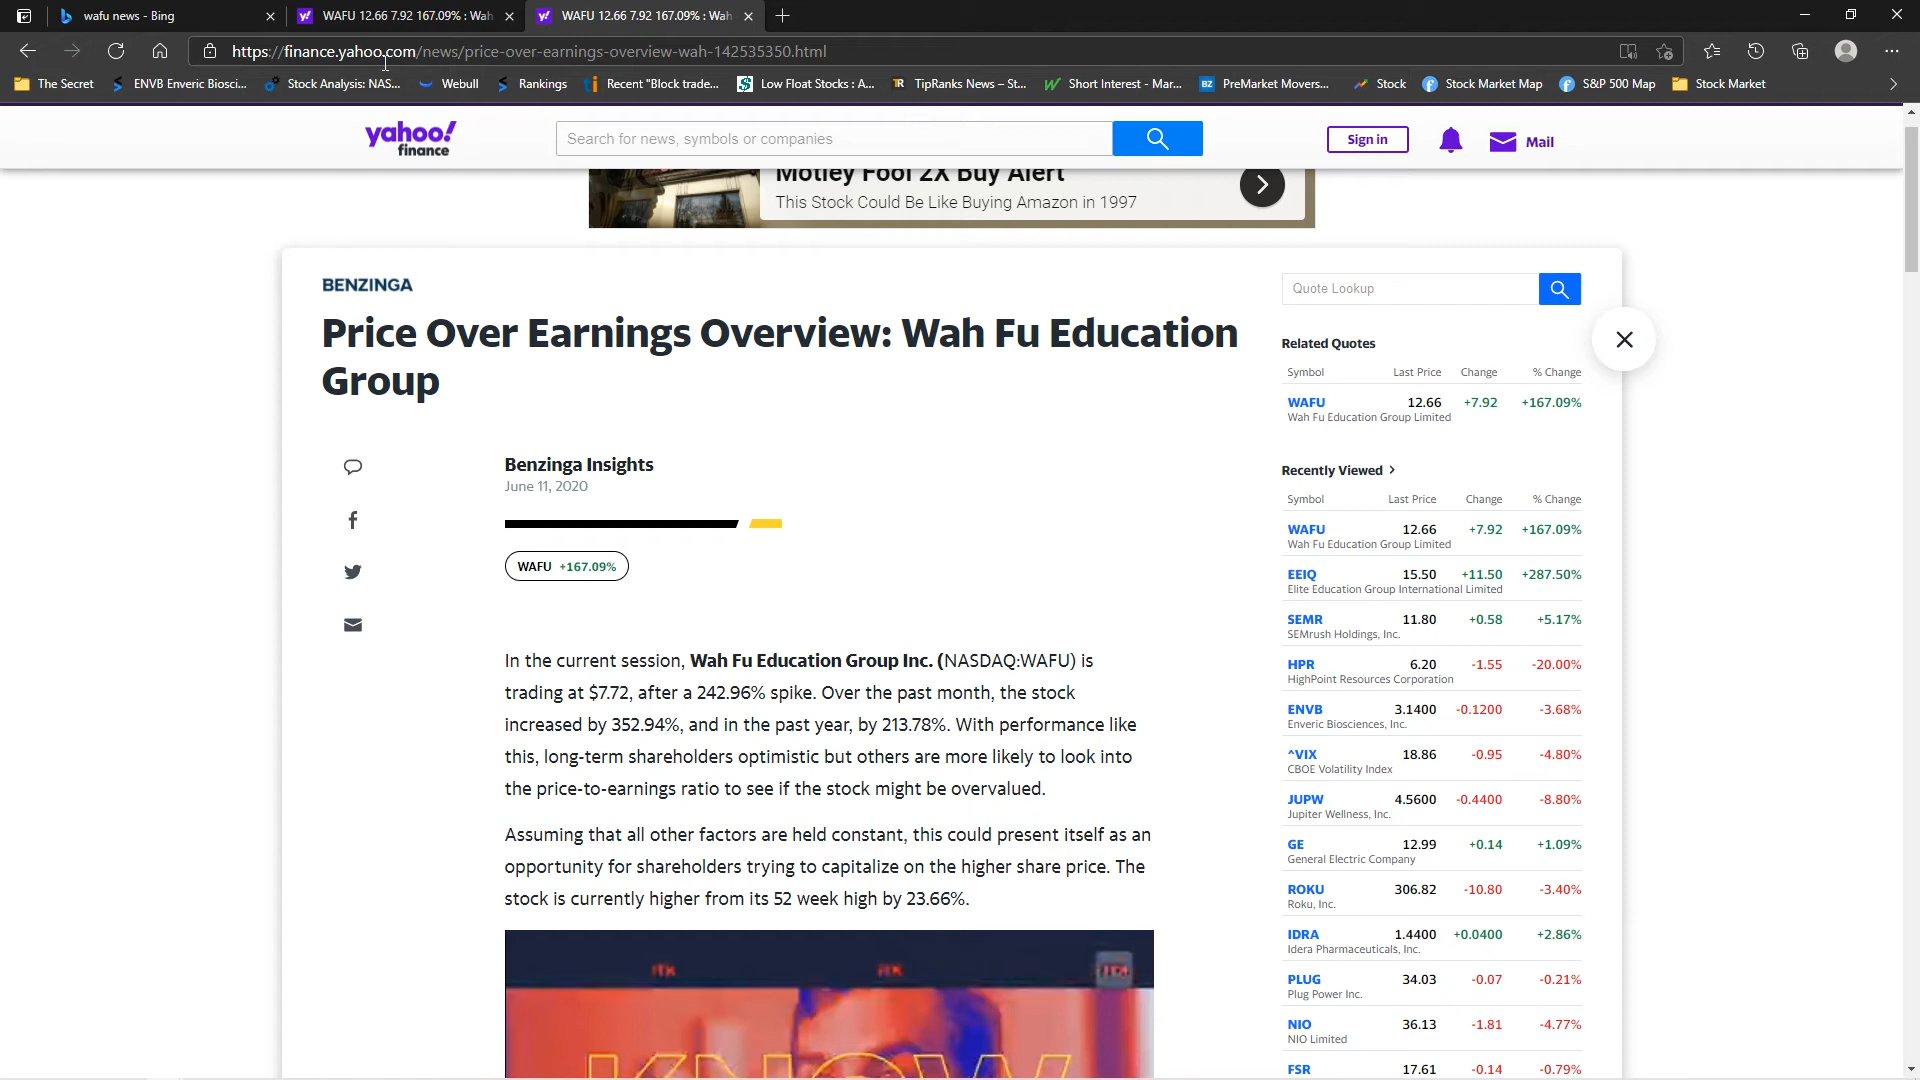 wafu news - Bing
WAFU 12.66 7.92 167.09% : Wah
WAFU 12.66 7.92 167.09% : Wah
https://finance.yahoo.com/news/price-over-earnings-overview-wah-142535350.html
The Secret
ENVB Enveric Biosci...
Stock Analysis: NAS...
Webull
Rankings
Recent "Block trade...
Low Float Stocks : A...
TipRanks News – St...
Short Interest - Mar...
PreMarket Movers...
Stock
Stock Market Map
S&P 500 Map
Stock Market
yahoo!
finance
Search for news, symbols or companies
Sign in
Mail
Motley Fool 2X Buy Alert
This Stock Could Be Like Buying Amazon in 1997
BENZINGA
Price Over Earnings Overview: Wah Fu Education
Group
Benzinga Insights
June 11, 2020
WAFU +167.09%
In the current session, Wah Fu Education Group Inc. (NASDAQ:WAFU) is
trading at $7.72, after a 242.96% spike. Over the past month, the stock
increased by 352.94%, and in the past year, by 213.78%. With performance like
this, long-term shareholders optimistic but others are more likely to look into
the price-to-earnings ratio to see if the stock might be overvalued.
Assuming that all other factors are held constant, this could present itself as an
opportunity for shareholders trying to capitalize on the higher share price. The
stock is currently higher from its 52 week high by 23.66%.
KNOW
Quote Lookup
Related Quotes
Symbol Last Price Change % Change
WAFU 12.66 +7.92 +167.09%
Wah Fu Education Group Limited
Recently Viewed
Symbol Last Price Change % Change
WAFU 12.66 +7.92 +167.09%
Wah Fu Education Group Limited
EEIQ 15.50 +11.50 +287.50%
Elite Education Group International Limited
SEMR 11.80 +0.58 +5.17%
SEMrush Holdings, Inc.
HPR 6.20 -1.55 -20.00%
HighPoint Resources Corporation
ENVB 3.1400 -0.1200 -3.68%
Enveric Biosciences, Inc.
^VIX 18.86 -0.95 -4.80%
CBOE Volatility Index
JUPW 4.5600 -0.4400 -8.80%
Jupiter Wellness, Inc.
GE 12.99 +0.14 +1.09%
General Electric Company
ROKU 306.82 -10.80 -3.40%
Roku, Inc.
IDRA 1.4400 +0.0400 +2.86%
Idera Pharmaceuticals, Inc.
PLUG 34.03 -0.07 -0.21%
Plug Power Inc.
NIO 36.13 -1.81 -4.77%
NIO Limited
FSR 17.61 -0.14 -0.79%